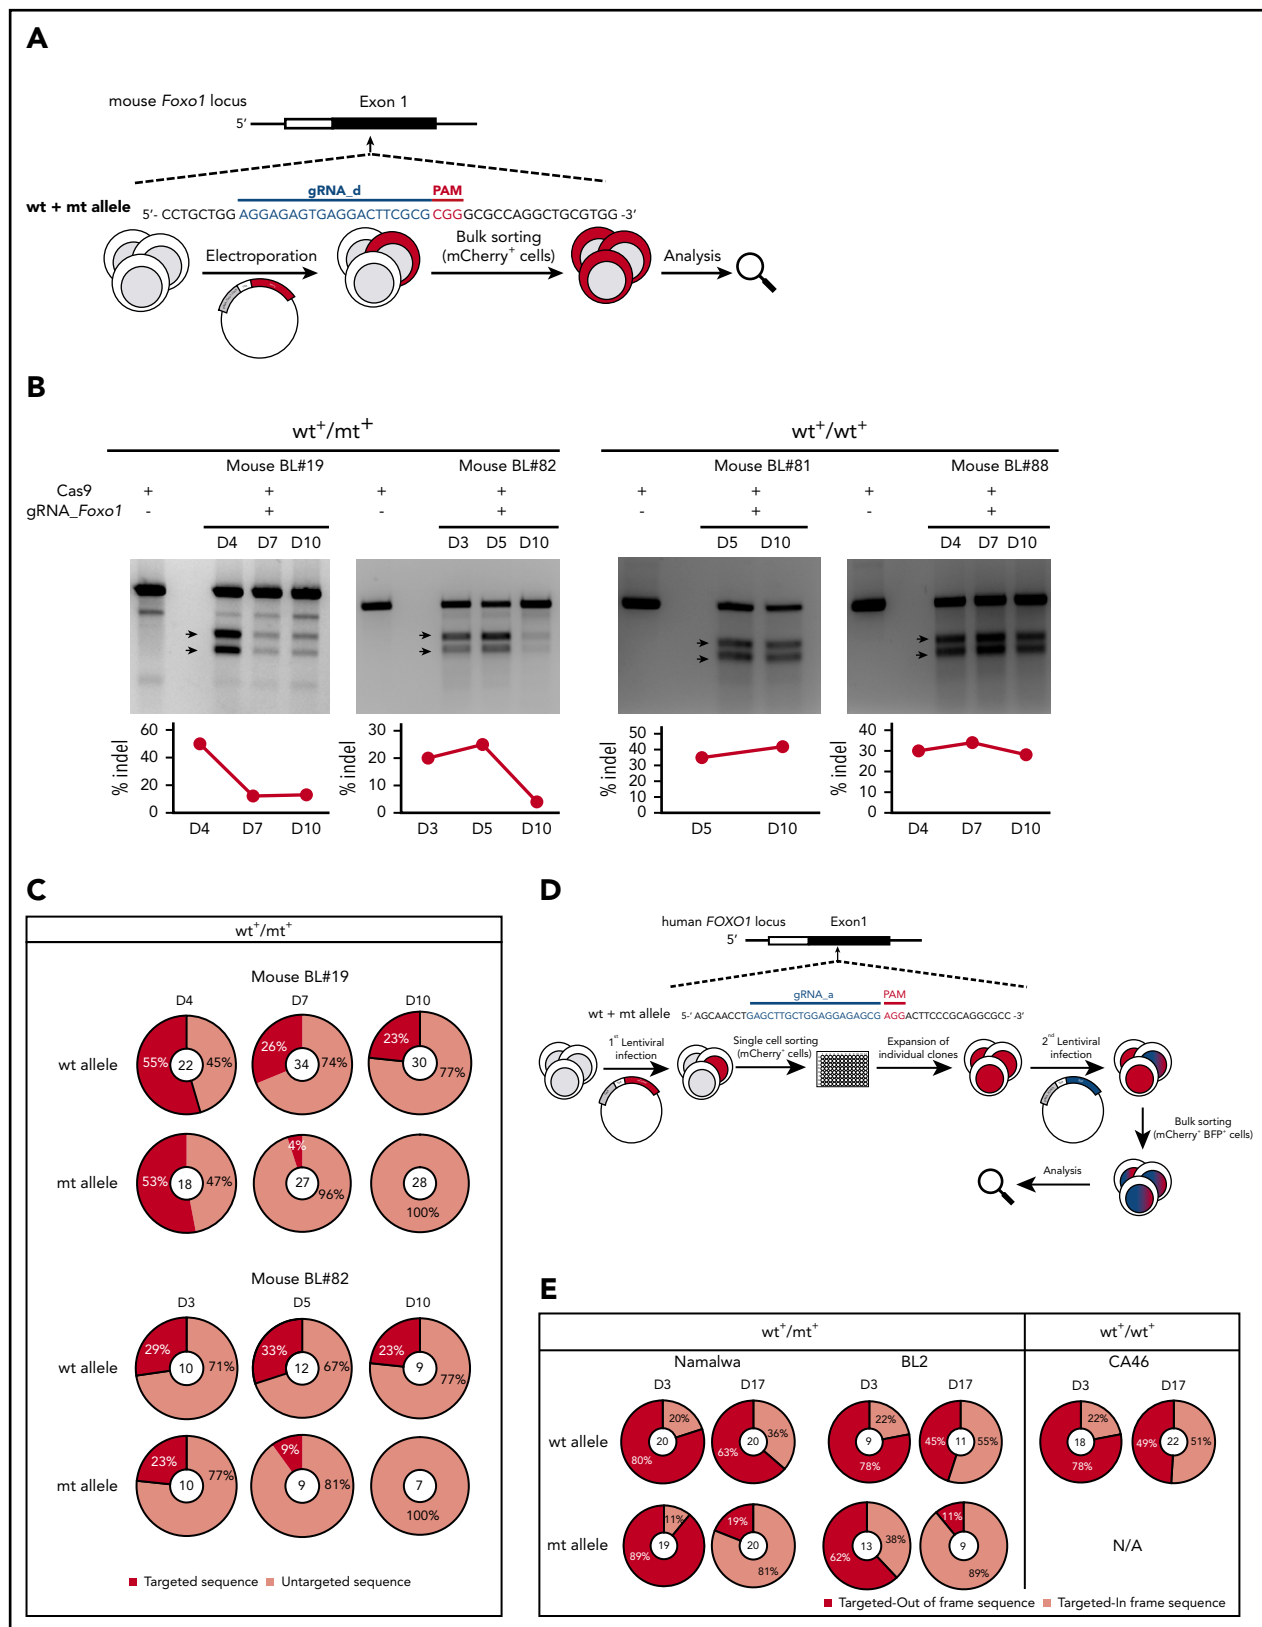 A
mouse Foxo1 locus Exon 1
5′
gRNA_d PAM
wt + mt allele 5′- CCTGCTGG AGGAGAGTGAGGACTTCGCG CGG GCGCCAGGCTGCGTGG -3′
Electroporation Bulk sorting (mCherry+ cells) Analysis
B
wt+/mt+ wt+/wt+
Mouse BL#19 Mouse BL#82 Mouse BL#81 Mouse BL#88
Cas9 + + + + + + + +
gRNA_Foxo1 - + - + - + - +
D4 D7 D10 D3 D5 D10 D5 D10 D4 D7 D10
% indel 60 40 20 0 D4 D7 D10
% indel 30 20 10 0 D3 D5 D10
% indel 50 40 30 20 10 0 D5 D10
% indel 40 30 20 10 0 D4 D7 D10
C
wt+/mt+
Mouse BL#19
D4 D7 D10
wt allele 55% 22 45% 26% 34 74% 23% 30 77%
mt allele 53% 18 47% 4% 27 96% 28 100%
Mouse BL#82
D3 D5 D10
wt allele 29% 10 71% 33% 12 67% 23% 9 77%
mt allele 23% 10 77% 9% 9 81% 7 100%
Targeted sequence Untargeted sequence
D
human FOXO1 locus Exon1
5′
gRNA_a PAM
wt + mt allele 5-′ AGCAACCTGAGCTTGCTGGAGGAGAGCG AGGACTTCCCGCAGGCGCC -3′
1st Lentiviral infection
Single cell sorting (mCherry+ cells)
Expansion of individual clones
2nd Lentiviral infection
Bulk sorting
(mCherry+ BFP+ cells)
Analysis
E
wt+/mt+ wt+/wt+
Namalwa BL2 CA46
D3 D17 D3 D17 D3 D17
wt allele 20% 20 80% 36% 20 63% 22% 9 78% 45% 11 55% 22% 18 78% 49% 22 51%
mt allele 11% 19 89% 19% 20 81% 38% 13 62% 11% 9 89% N/A
Targeted-Out of frame sequence Targeted-In frame sequence